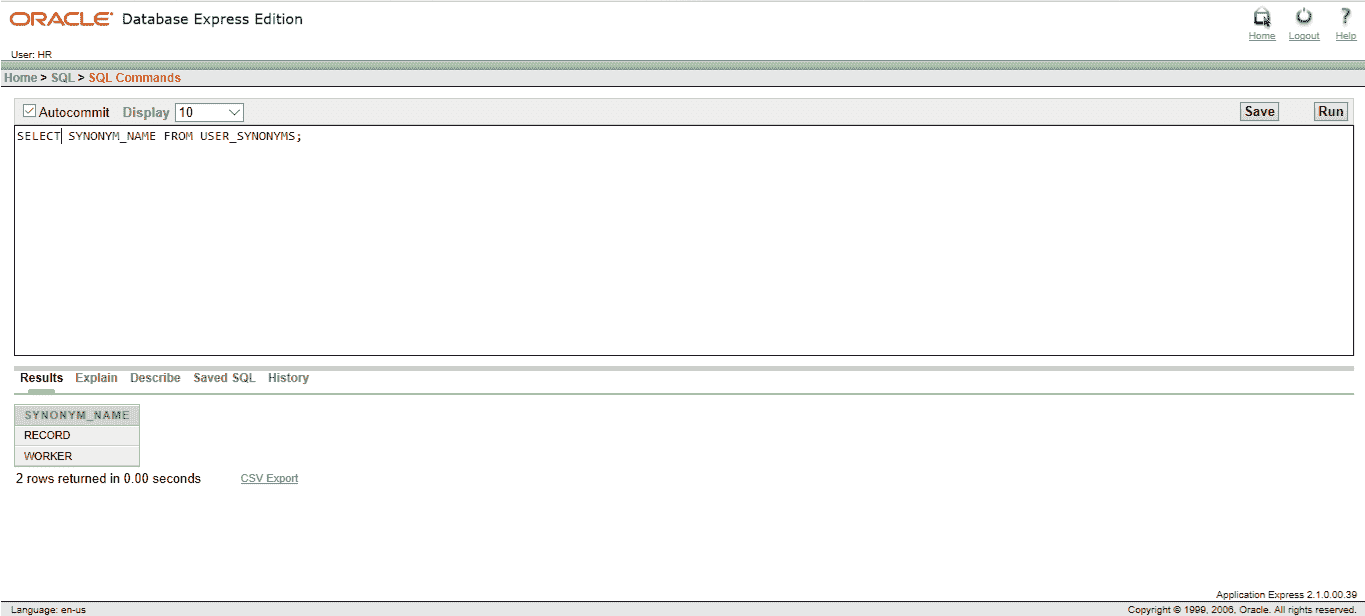 ORACLE Database Express Edition
Home Logout Help
User: HR
Home > SQL > SQL Commands
Autocommit Display 10 Save Run
SELECT SYNONYM_NAME FROM USER_SYNONYMS;
Results Explain Describe Saved SQL History
SYNONYM_NAME
RECORD
WORKER
2 rows returned in 0.00 seconds CSV Export
Application Express 2.1.0.00.39
Language: en-us Copyright © 1999, 2006, Oracle. All rights reserved.